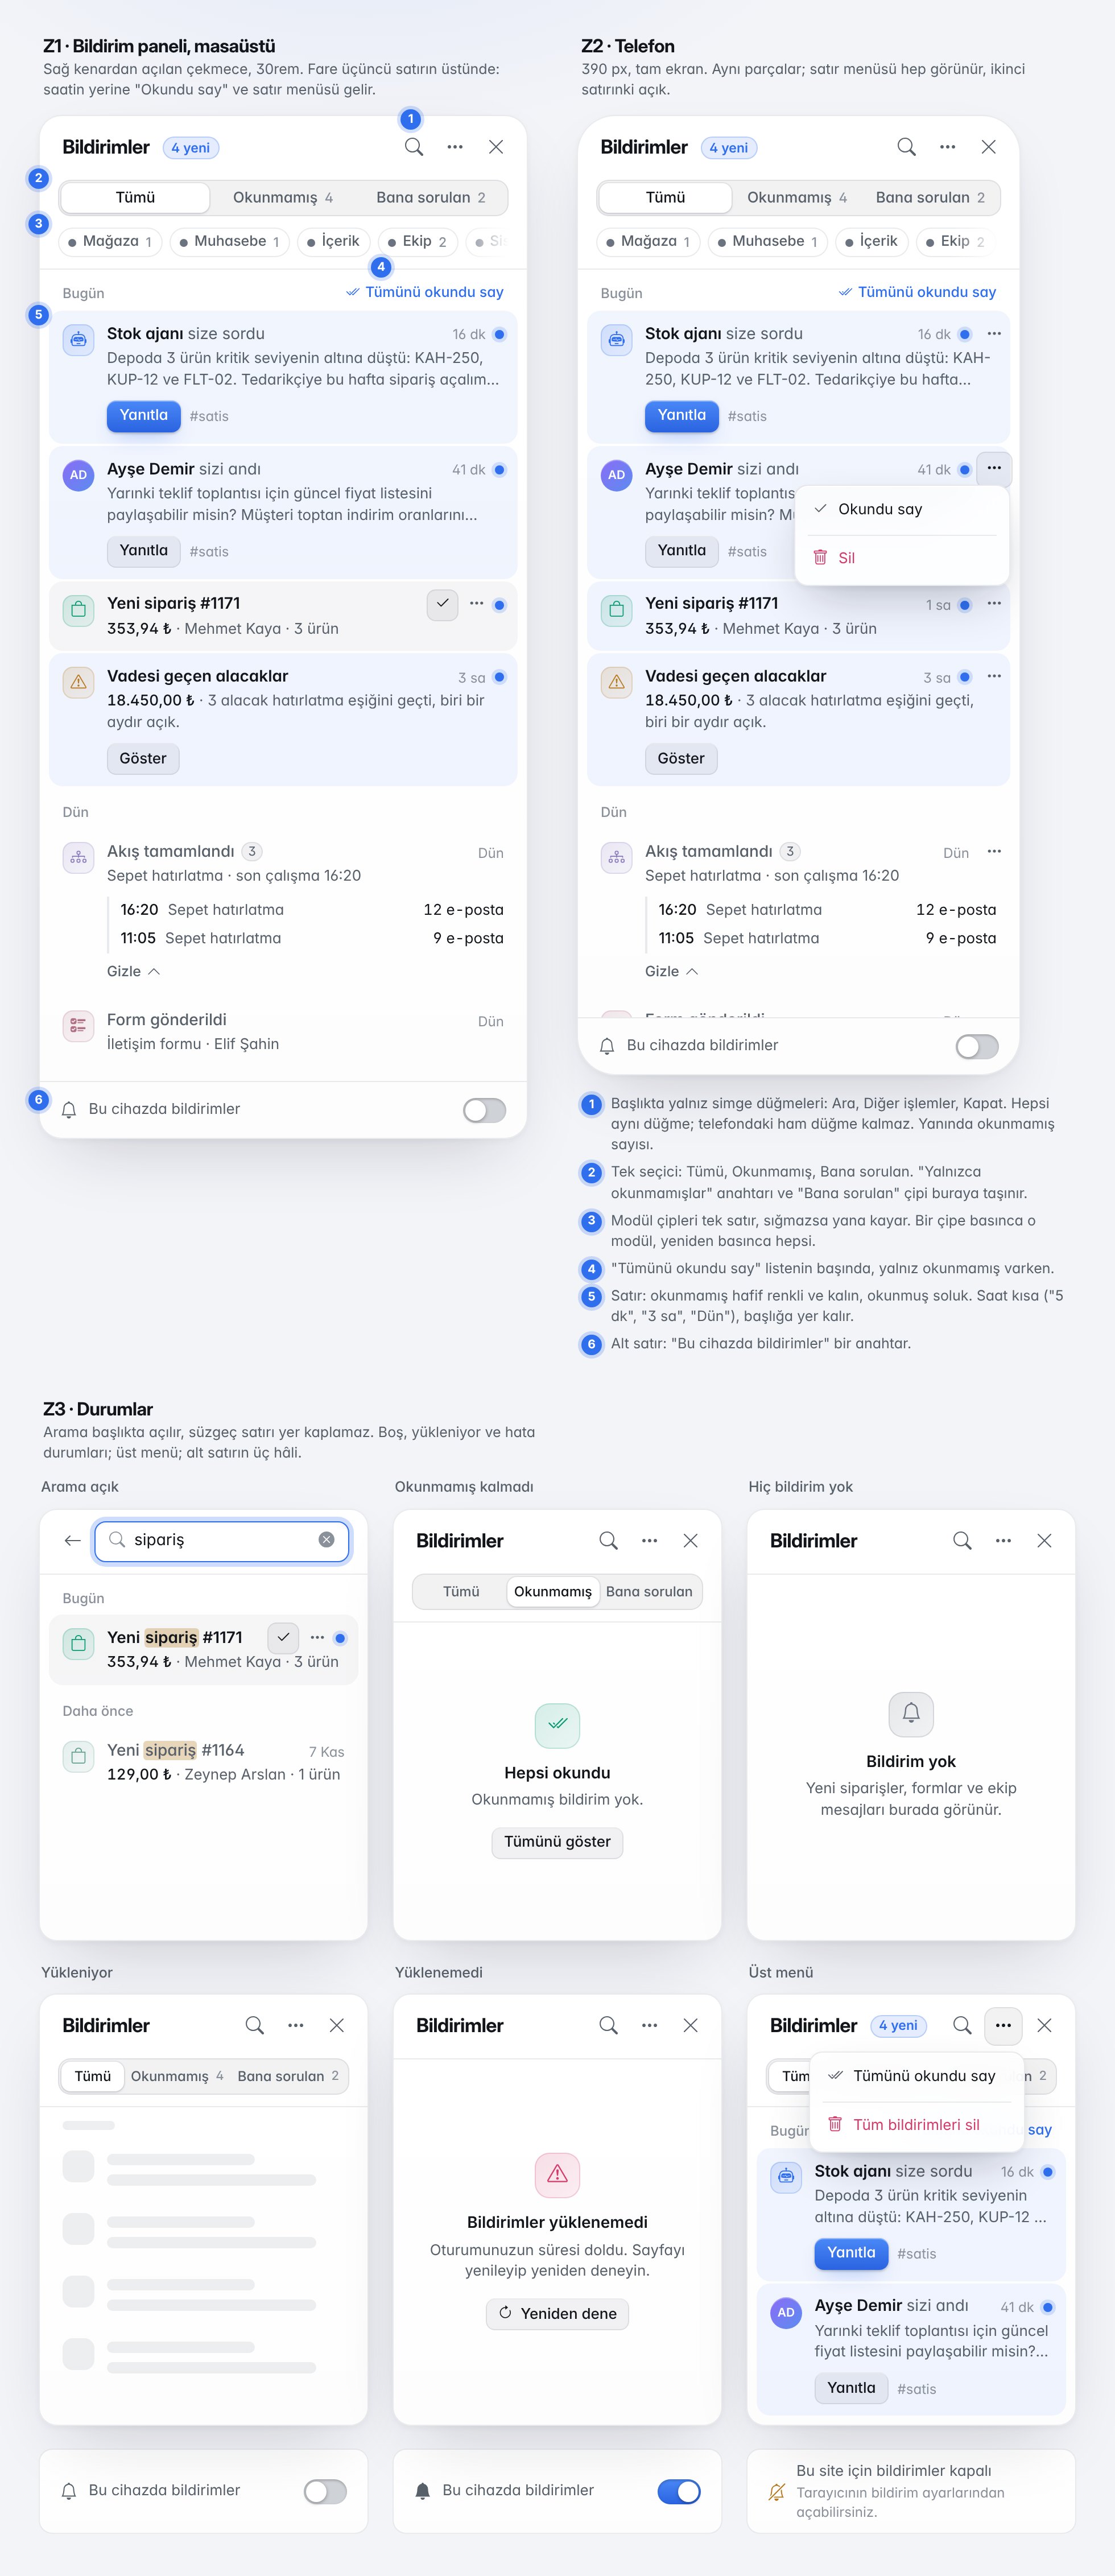 Z1 · Bildirim paneli, masaüstü
Sağ kenardan açılan çekmece, 30rem. Fare üçüncü satırın üstünde:
saatin yerine "Okundu say" ve satır menüsü gelir.
1
Bildirimler 4 yeni
2
Tümü Okunmamış 4 Bana sorulan 2
3
Mağaza 1 Muhasebe 1 İçerik Ekip 2
4
Bugün Tümünü okundu say
5
Stok ajanı size sordu 16 dk
Depoda 3 ürün kritik seviyenin altına düştü: KAH-250,
KUP-12 ve FLT-02. Tedarikçiye bu hafta sipariş açalım...
Yanıtla #satis
AD Ayşe Demir sizi andı 41 dk
Yarınki teklif toplantısı için güncel fiyat listesini
paylaşabilir misin? Müşteri toptan indirim oranlarını...
Yanıtla #satis
Yeni sipariş #1171
353,94 ₺ · Mehmet Kaya · 3 ürün
Vadesi geçen alacaklar 3 sa
18.450,00 ₺ · 3 alacak hatırlatma eşiğini geçti, biri bir
aydır açık.
Göster
Dün
Akış tamamlandı 3 Dün
Sepet hatırlatma · son çalışma 16:20
16:20 Sepet hatırlatma 12 e-posta
11:05 Sepet hatırlatma 9 e-posta
Gizle
Form gönderildi Dün
İletişim formu · Elif Şahin
6
Bu cihazda bildirimler
Z2 · Telefon
390 px, tam ekran. Aynı parçalar; satır menüsü hep görünür, ikinci
satırınki açık.
Bildirimler 4 yeni
Tümü Okunmamış 4 Bana sorulan 2
Mağaza 1 Muhasebe 1 İçerik Ekip 2
Bugün Tümünü okundu say
Stok ajanı size sordu 16 dk
Depoda 3 ürün kritik seviyenin altına düştü: KAH-
250, KUP-12 ve FLT-02. Tedarikçiye bu hafta...
Yanıtla #satis
AD Ayşe Demir sizi andı 41 dk
Yarınki teklif
paylaşabilir misin?
Yanıtla #satis
Okundu say
Sil
Yeni sipariş #1171 1 sa
353,94 ₺ · Mehmet Kaya · 3 ürün
Vadesi geçen alacaklar 3 sa
18.450,00 ₺ · 3 alacak hatırlatma eşiğini geçti,
biri bir aydır açık.
Göster
Dün
Akış tamamlandı 3 Dün
Sepet hatırlatma · son çalışma 16:20
16:20 Sepet hatırlatma 12 e-posta
11:05 Sepet hatırlatma 9 e-posta
Gizle
Bu cihazda bildirimler
1 Başlıkta yalnız simge düğmeleri: Ara, Diğer işlemler, Kapat. Hepsi
aynı düğme; telefondaki ham düğme kalmaz. Yanında okunmamış
sayısı.
2 Tek seçici: Tümü, Okunmamış, Bana sorulan. "Yalnızca
okunmamışlar" anahtarı ve "Bana sorulan" çipi buraya taşınır.
3 Modül çipleri tek satır, sığmazsa yana kayar. Bir çipe basınca o
modül, yeniden basınca hepsi.
4 "Tümünü okundu say" listenin başında, yalnız okunmamış varken.
5 Satır: okunmamış hafif renkli ve kalın, okunmuş soluk. Saat kısa ("5
dk", "3 sa", "Dün"), başlığa yer kalır.
6 Alt satır: "Bu cihazda bildirimler" bir anahtar.
Z3 · Durumlar
Arama başlıkta açılır, süzgeç satırı yer kaplamaz. Boş, yükleniyor ve hata
durumları; üst menü; alt satırın üç hâli.
Arama açık
sipariş
Bugün
Yeni sipariş #1171
353,94 ₺ · Mehmet Kaya · 3 ürün
Daha önce
Yeni sipariş #1164 7 Kas
129,00 ₺ · Zeynep Arslan · 1 ürün
Okunmamış kalmadı
Bildirimler
Tümü Okunmamış Bana sorulan
Hepsi okundu
Okunmamış bildirim yok.
Tümünü göster
Hiç bildirim yok
Bildirimler
Bildirim yok
Yeni siparişler, formlar ve ekip
mesajları burada görünür.
Yükleniyor
Bildirimler
Tümü Okunmamış 4 Bana sorulan 2
Yüklenemedi
Bildirimler
Bildirimler yüklenemedi
Oturumunuzun süresi doldu. Sayfayı
yenileyip yeniden deneyin.
Yeniden dene
Üst menü
Bildirimler 4 yeni
2
Tümünü okundu say
Tüm bildirimleri sil
say
Stok ajanı size sordu 16 dk
Depoda 3 ürün kritik seviyenin
altına düştü: KAH-250, KUP-12 ...
Yanıtla #satis
AD Ayşe Demir sizi andı 41 dk
Yarınki teklif toplantısı için güncel
fiyat listesini paylaşabilir misin?...
Yanıtla #satis
Bu cihazda bildirimler
Bu cihazda bildirimler
Bu site için bildirimler kapalı
Tarayıcının bildirim ayarlarından
açabilirsiniz.